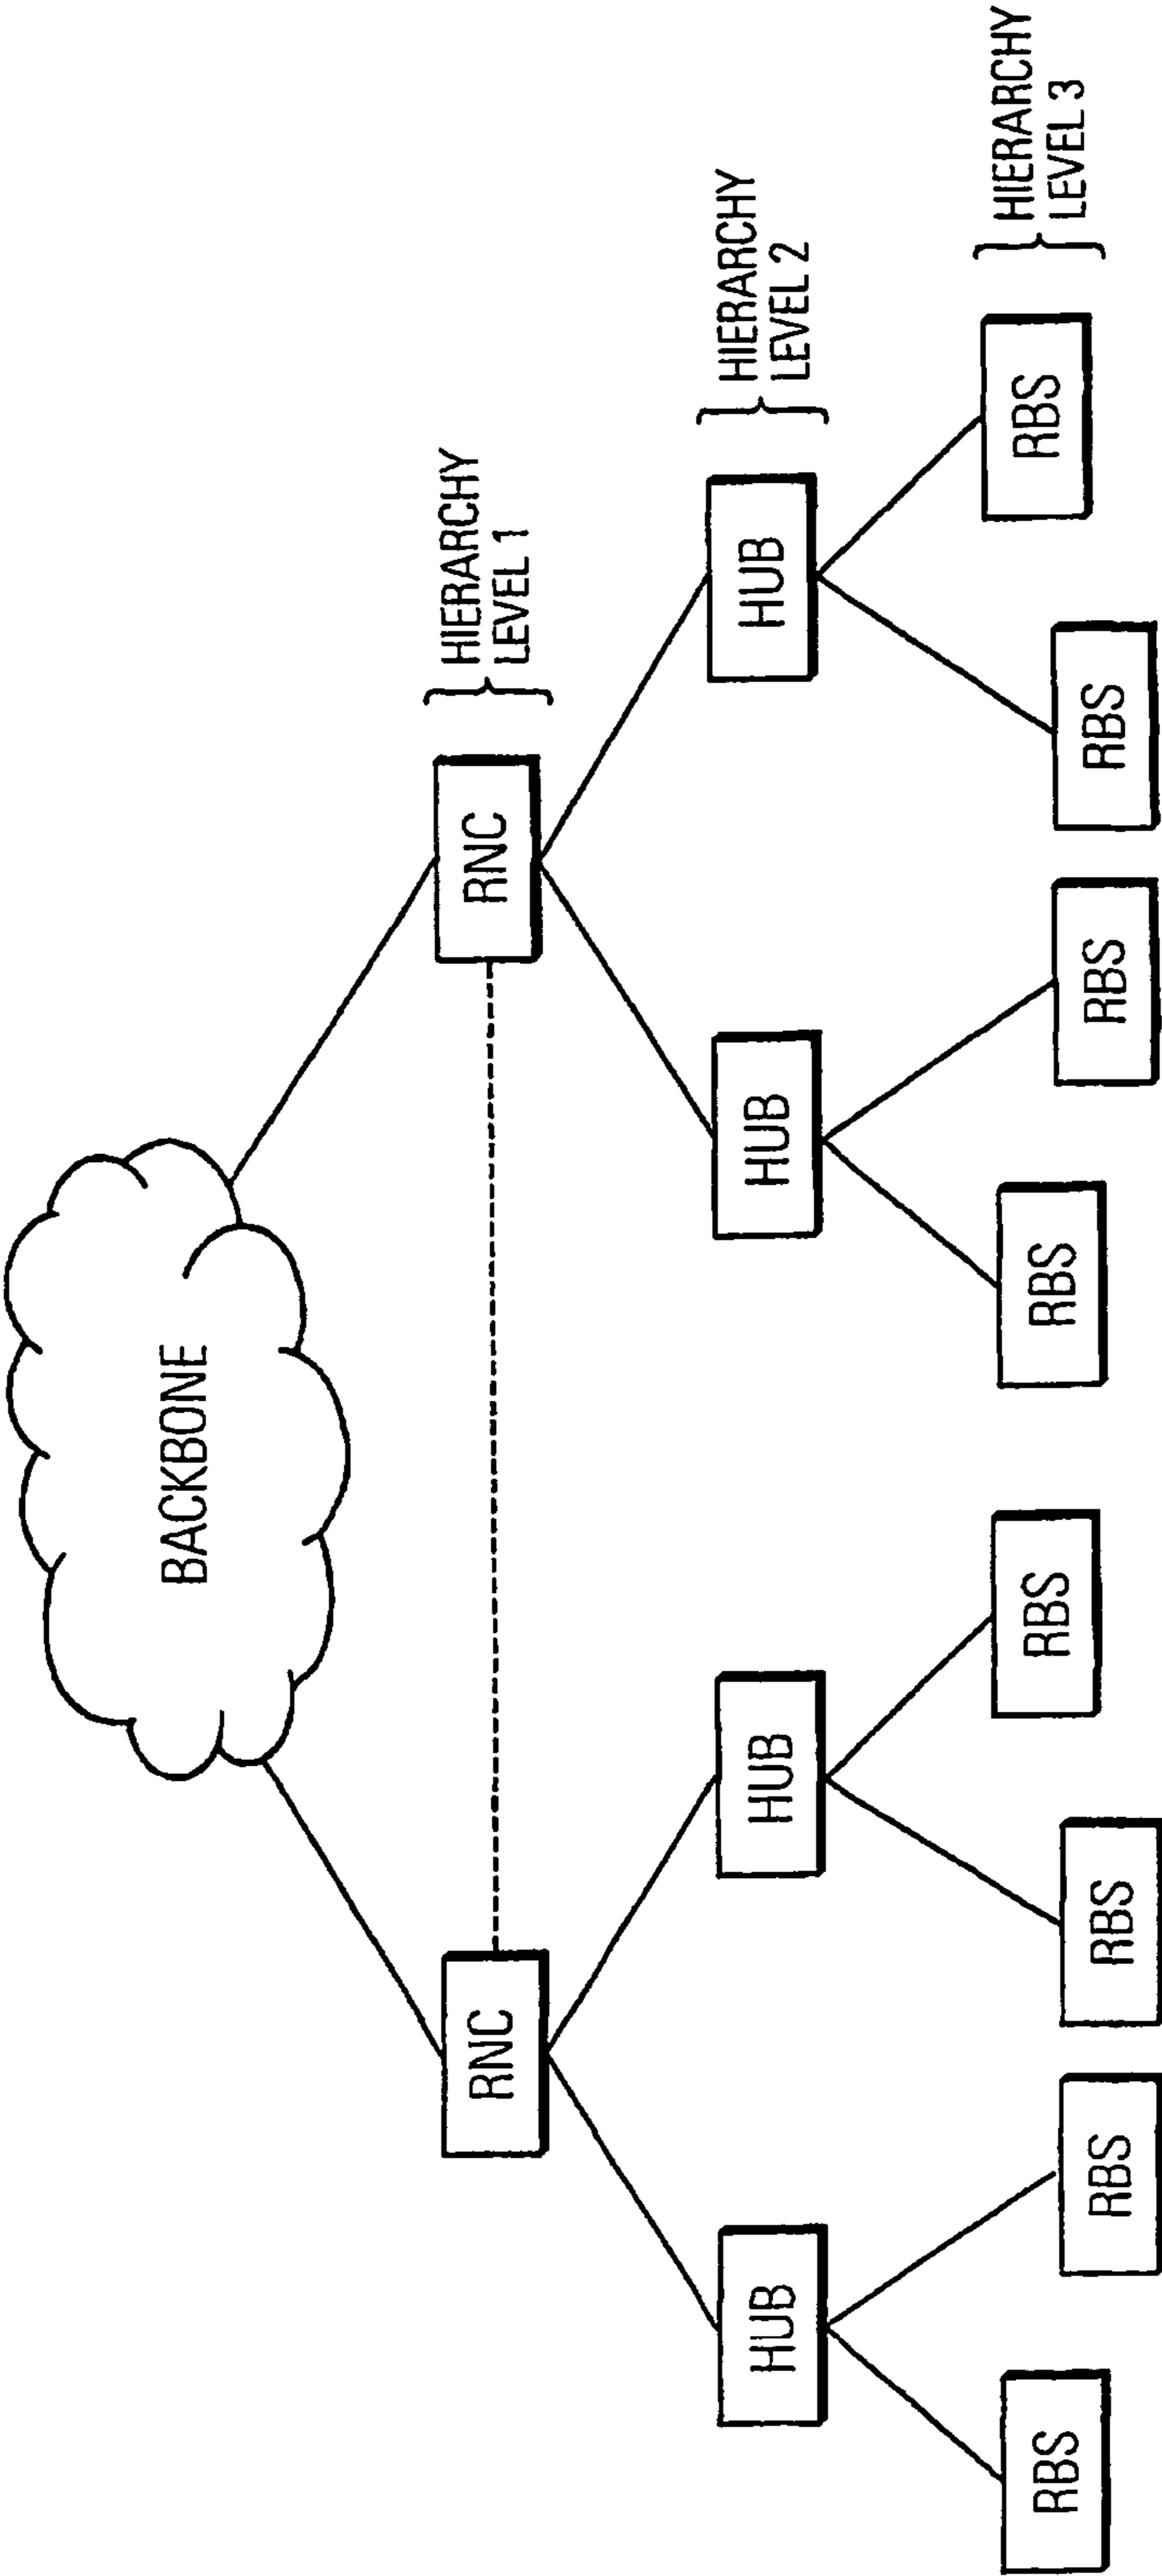 BACKBONE
RNC
RNC
HIERARCHY
LEVEL 1
HUB
HUB
HUB
HUB
HIERARCHY
LEVEL 2
RBS
RBS
RBS
RBS
RBS
RBS
RBS
RBS
HIERARCHY
LEVEL 3